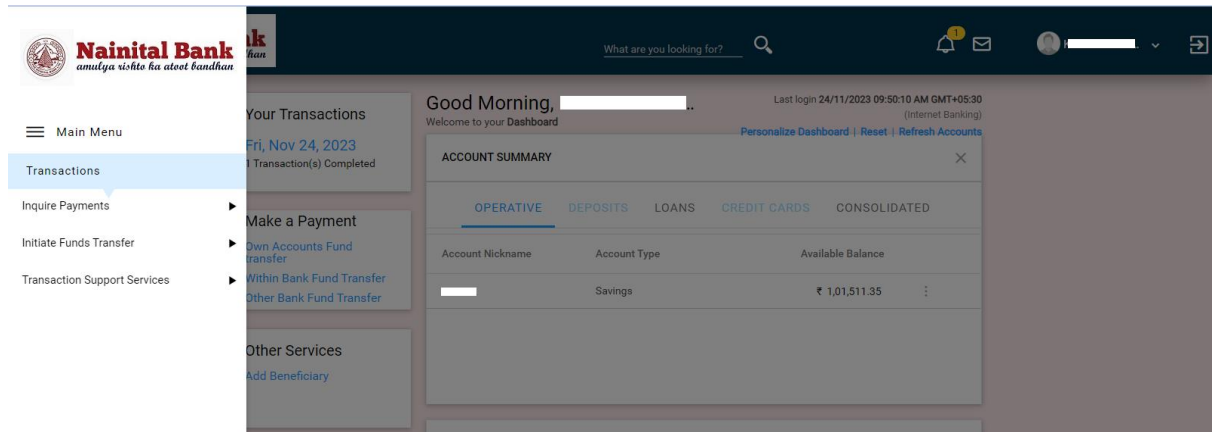 Nainital Bank
amulya rishto ka atoot bandhan
Main Menu
Transactions
Inquire Payments
Initiate Funds Transfer
Transaction Support Services
What are you looking for?
1
Your Transactions
Fri, Nov 24, 2023
1 Transaction(s) Completed
Make a Payment
Own Accounts Fund
transfer
Within Bank Fund Transfer
Other Bank Fund Transfer
Other Services
Add Beneficiary
Good Morning, ..
Welcome to your Dashboard
Last login 24/11/2023 09:50:10 AM GMT+05:30
(Internet Banking)
Personalize Dashboard | Reset | Refresh Accounts
ACCOUNT SUMMARY
OPERATIVE DEPOSITS LOANS CREDIT CARDS CONSOLIDATED
Account Nickname Account Type Available Balance
Savings ₹ 1,01,511.35